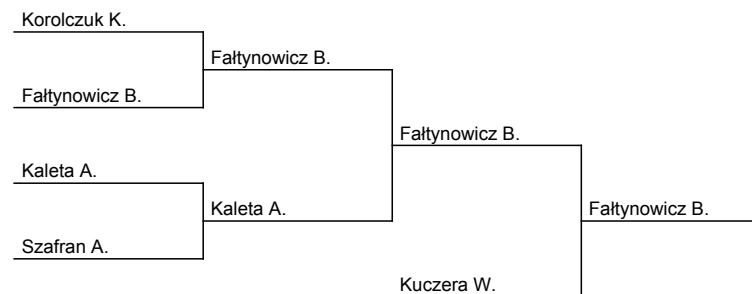 Korolczuk K.
Fałtynowicz B.
Fałtynowicz B.
Fałtynowicz B.
Kaleta A.
Kaleta A.
Fałtynowicz B.
Szafran A.
Kuczera W.